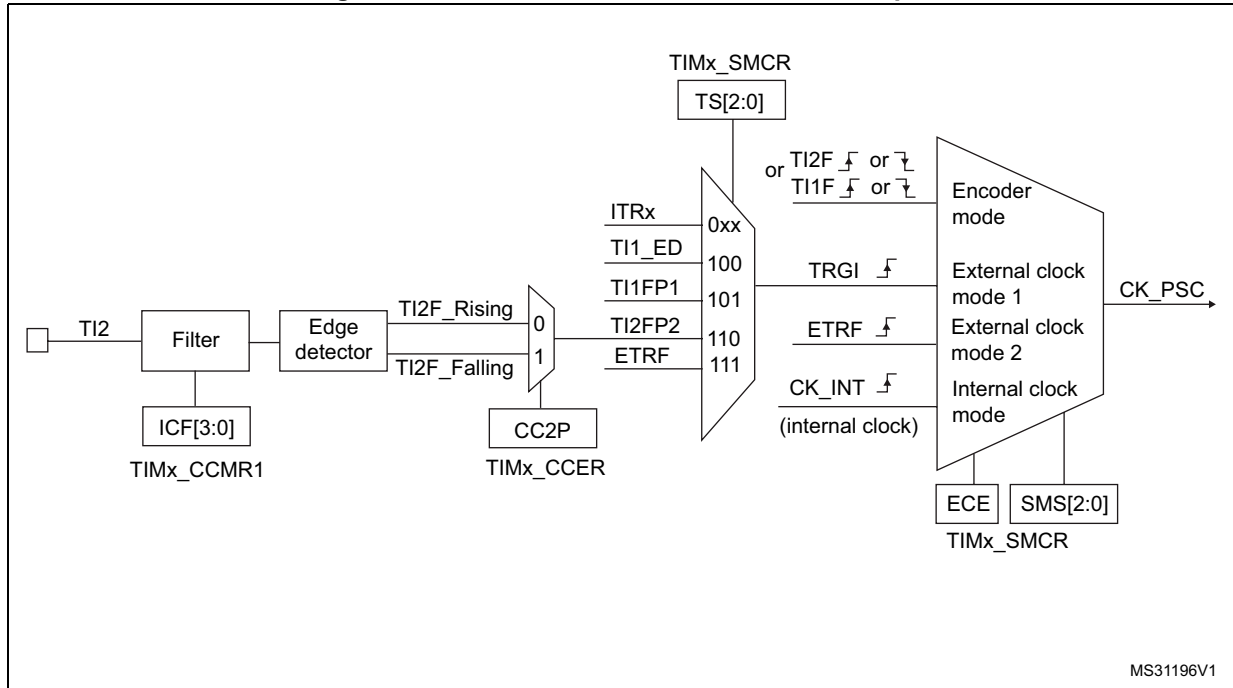 TIMx_SMCR
TS[2:0]
or TI2F or
TI1F or
Encoder
mode
ITRx
0xx
TI1_ED
100
TRGI
External clock
mode 1
CK_PSC
TI1FP1
101
TI2F_Rising
0
TI2FP2
110
ETRF
External clock
mode 2
TI2
Filter
Edge
detector
1
ETRF
111
TI2F_Falling
CK_INT
Internal clock
mode
(internal clock)
ICF[3:0]
CC2P
TIMx_CCMR1
TIMx_CCER
ECE
SMS[2:0]
TIMx_SMCR
MS31196V1